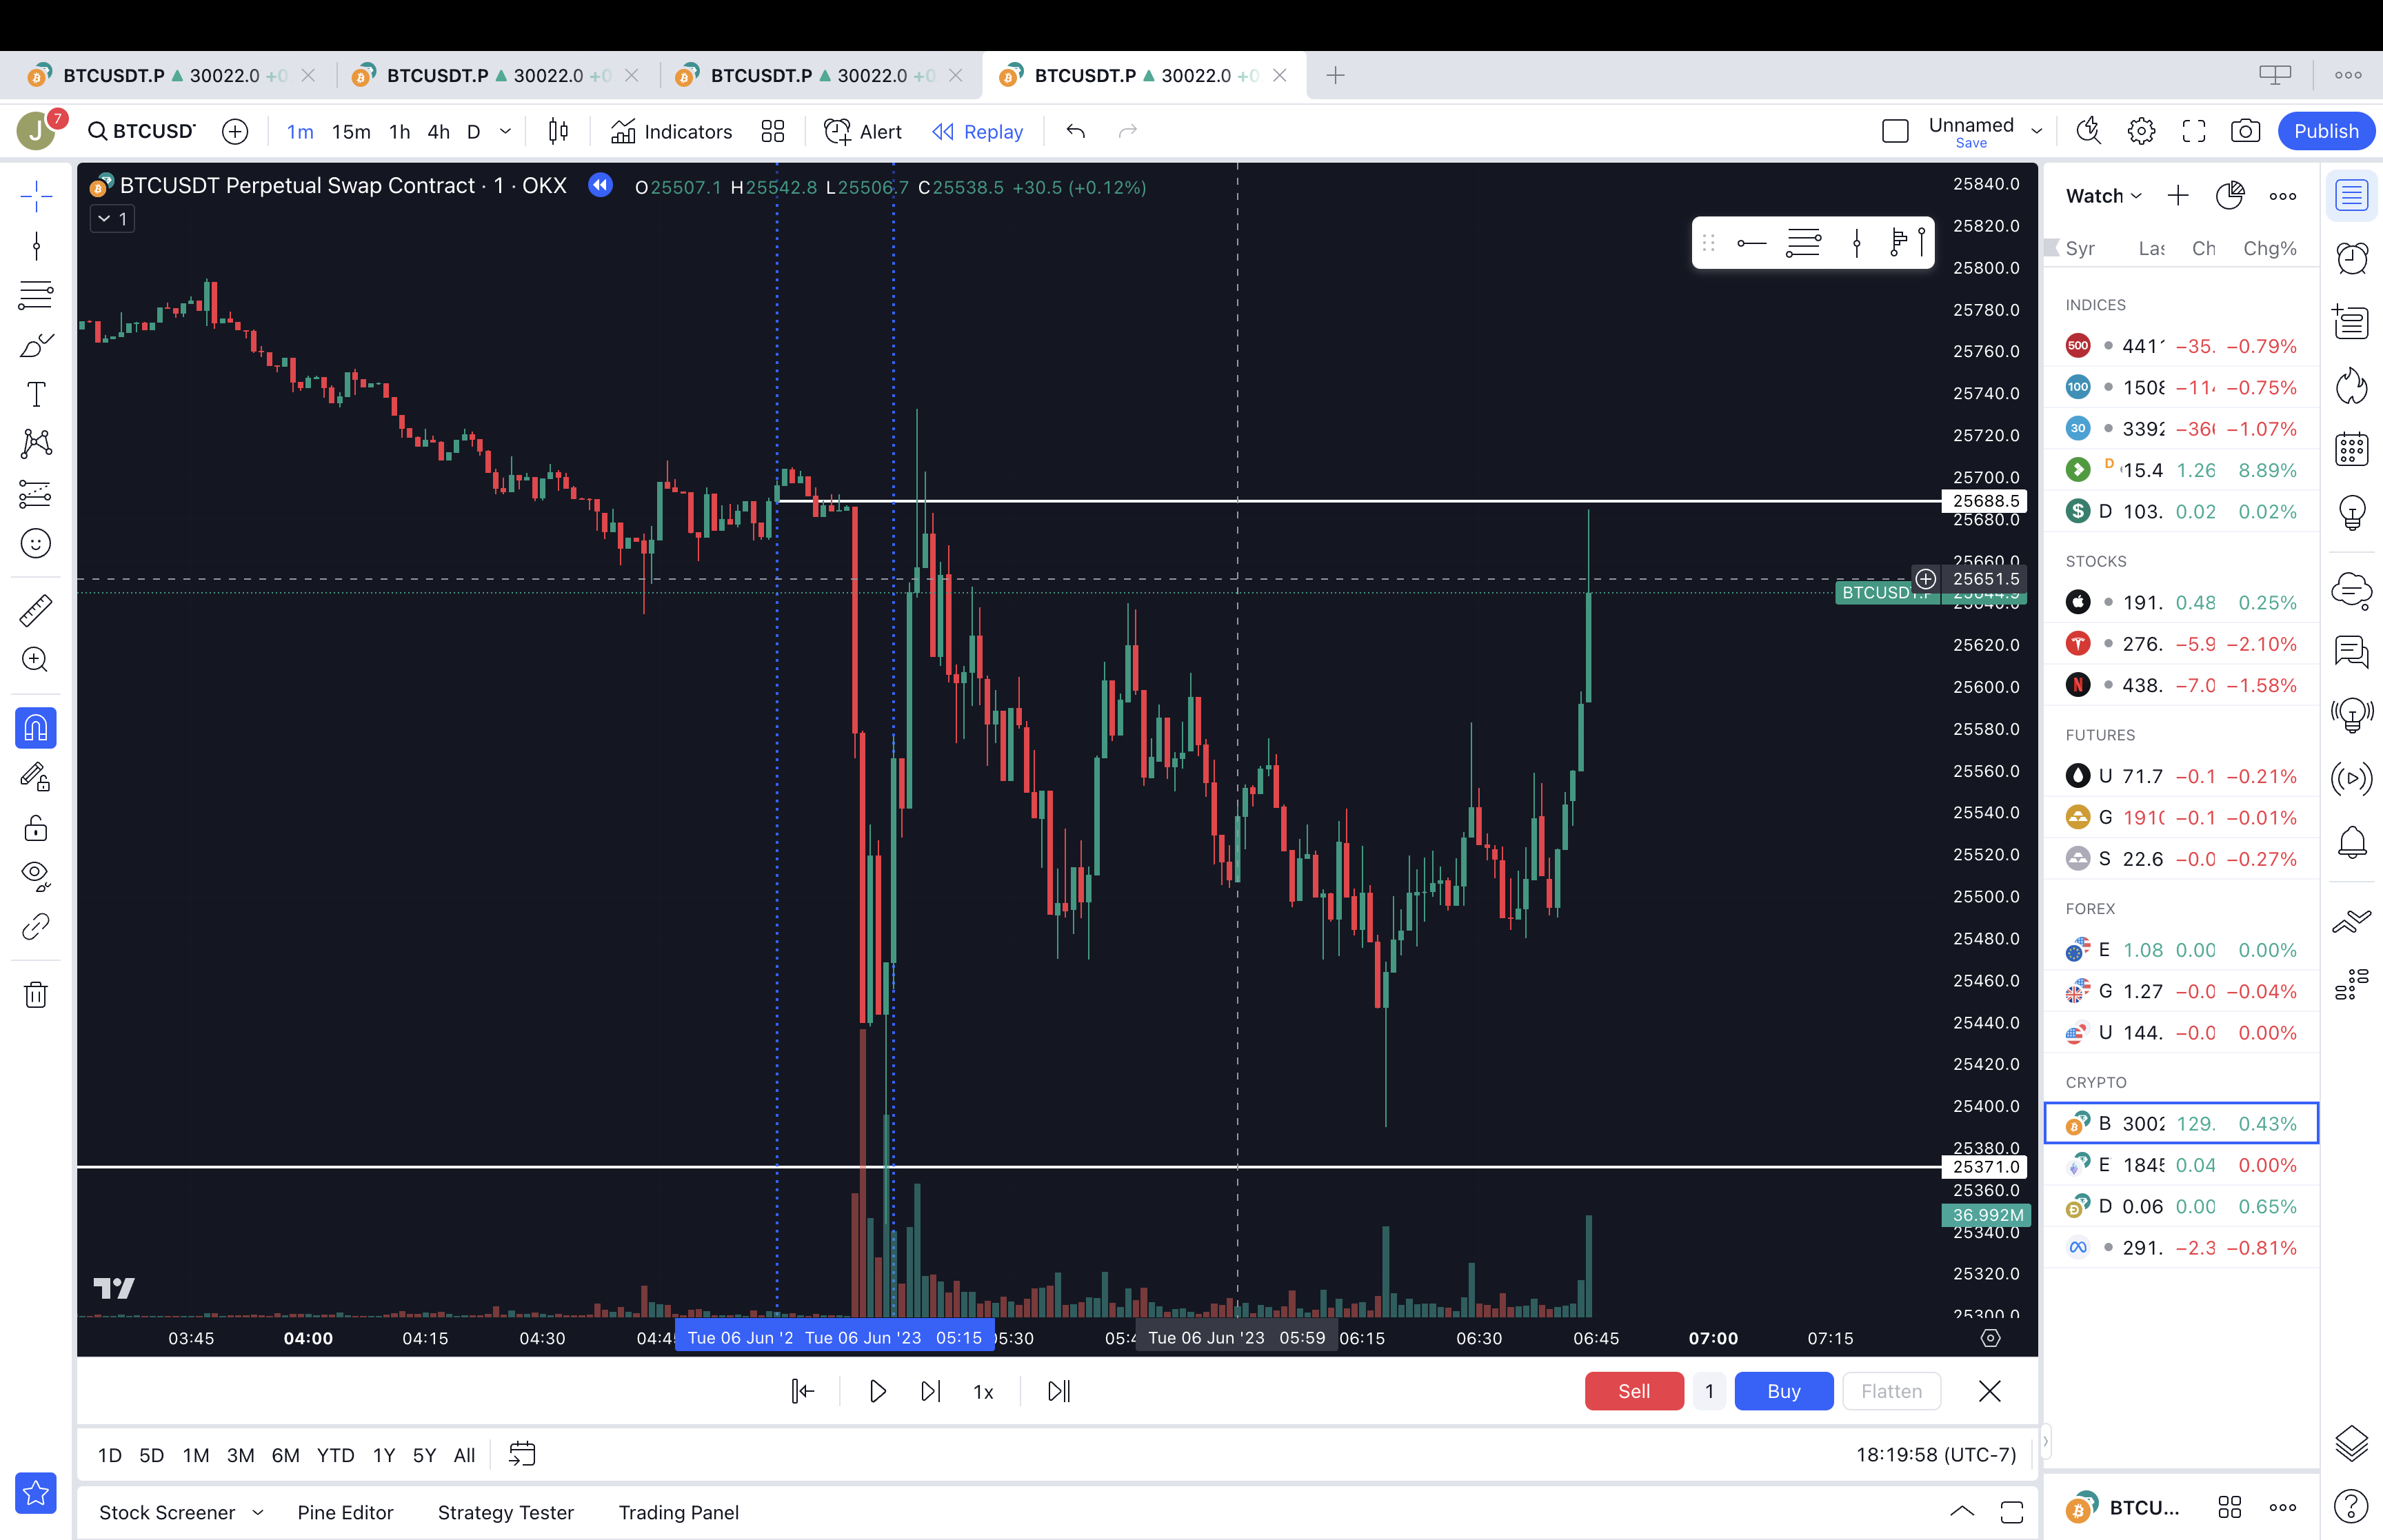 BTCUSDT.P 30022.0 +0 BTCUSDT.P 30022.0 +0 BTCUSDT.P 30022.0 +0 BTCUSDT.P 30022.0 +0
J 7 BTCUSDT 1m 15m 1h 4h D Indicators Alert Replay Unnamed Publish
Save
BTCUSDT Perpetual Swap Contract · 1 · OKX O25507.1 H25542.8 L25506.7 C25538.5 +30.5 (+0.12%)
1
25840.0
25820.0
25800.0
25780.0
25760.0
25740.0
25720.0
25700.0
25688.5
25680.0
25660.0
25651.5
BTCUSDT.P
25640.0
25620.0
25600.0
25580.0
25560.0
25540.0
25520.0
25500.0
25480.0
25460.0
25440.0
25420.0
25400.0
25380.0
25371.0
25360.0
36.992M
25340.0
25320.0
25300.0
03:45 04:00 04:15 04:30 04:4 Tue 06 Jun '2 Tue 06 Jun '23 05:15 5:30 05:4 Tue 06 Jun '23 05:59 06:15 06:30 06:45 07:00 07:15
1x Sell 1 Buy Flatten
1D 5D 1M 3M 6M YTD 1Y 5Y All 18:19:58 (UTC-7)
Stock Screener Pine Editor Strategy Tester Trading Panel
Watch
Syr Las Ch Chg%
INDICES
500 441 −35. −0.79%
100 1508 −11 −0.75%
30 3392 −36 −1.07%
D 15.4 1.26 8.89%
$ D 103. 0.02 0.02%
STOCKS
191. 0.48 0.25%
276. −5.9 −2.10%
N 438. −7.0 −1.58%
FUTURES
U 71.7 −0.1 −0.21%
G 191 −0.1 −0.01%
S 22.6 −0.0 −0.27%
FOREX
E 1.08 0.00 0.00%
G 1.27 −0.0 −0.04%
U 144. −0.0 0.00%
CRYPTO
B 3002 129. 0.43%
E 1845 0.04 0.00%
D 0.06 0.00 0.65%
291. −2.3 −0.81%
BTCU...